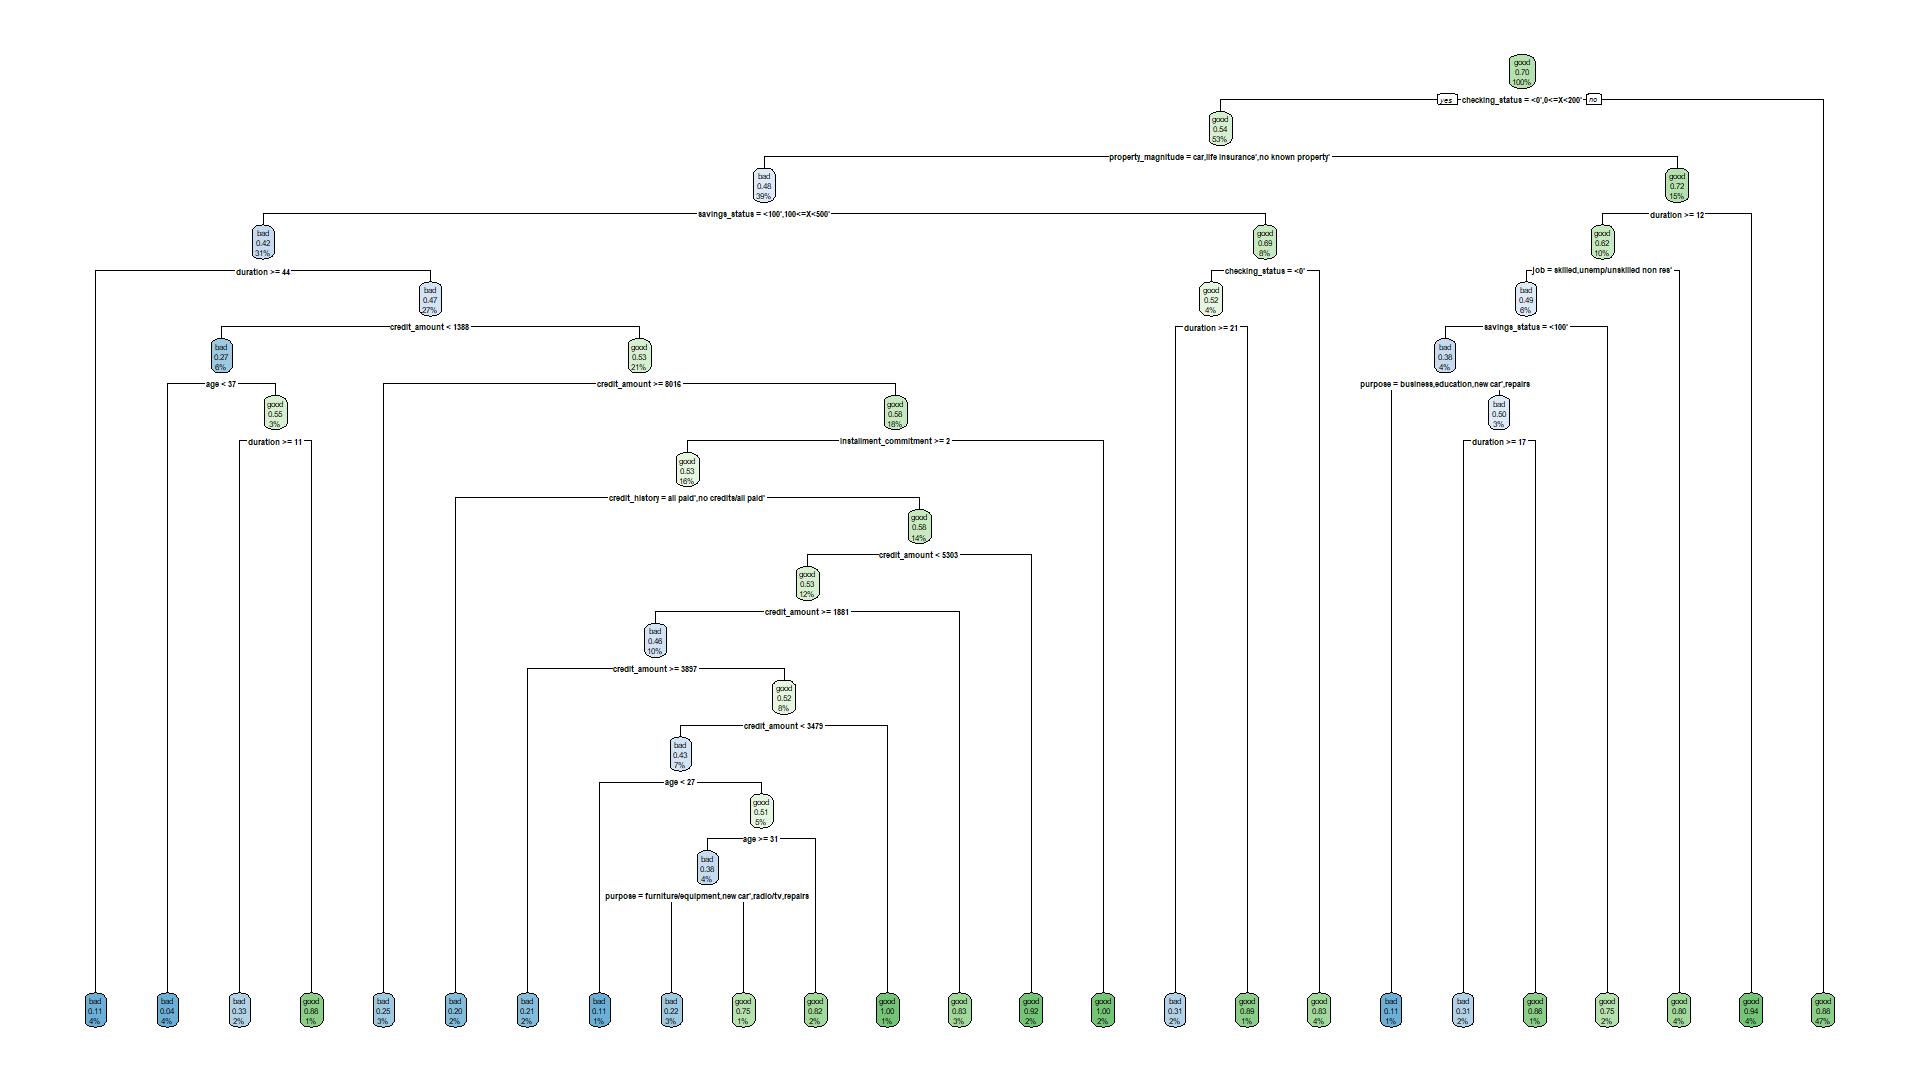 good
0.70
100%
yes checking_status = <0',0<=X<200' no
good
0.54
53%
property_magnitude = car,life insurance',no known property'
bad
0.48
39%
good
0.72
15%
savings_status = <100',100<=X<500'
duration >= 12
bad
0.42
31%
good
0.69
8%
good
0.62
10%
duration >= 44
checking_status = <0'
job = skilled,unemp/unskilled non res'
bad
0.47
27%
good
0.52
4%
bad
0.49
6%
credit_amount < 1388
duration >= 21
savings_status = <100'
bad
0.27
6%
good
0.53
21%
bad
0.38
4%
age < 37
credit_amount >= 8016
purpose = business,education,new car',repairs
good
0.55
3%
good
0.58
18%
bad
0.50
3%
duration >= 11
installment_commitment >= 2
duration >= 17
good
0.53
16%
credit_history = all paid',no credits/all paid'
good
0.58
14%
credit_amount < 5303
good
0.53
12%
credit_amount >= 1881
bad
0.46
10%
credit_amount >= 3897
good
0.52
8%
credit_amount < 3479
bad
0.43
7%
age < 27
good
0.51
5%
age >= 31
bad
0.38
4%
purpose = furniture/equipment,new car',radio/tv,repairs
bad
0.11
4%
bad
0.04
4%
bad
0.33
2%
good
0.88
1%
bad
0.25
3%
bad
0.20
2%
bad
0.21
2%
bad
0.11
1%
bad
0.22
3%
good
0.75
1%
good
0.82
2%
good
1.00
1%
good
0.83
3%
good
0.92
2%
good
1.00
2%
bad
0.31
2%
good
0.89
1%
good
0.83
4%
bad
0.11
1%
bad
0.31
2%
good
0.86
1%
good
0.75
2%
good
0.80
4%
good
0.94
4%
good
0.88
47%